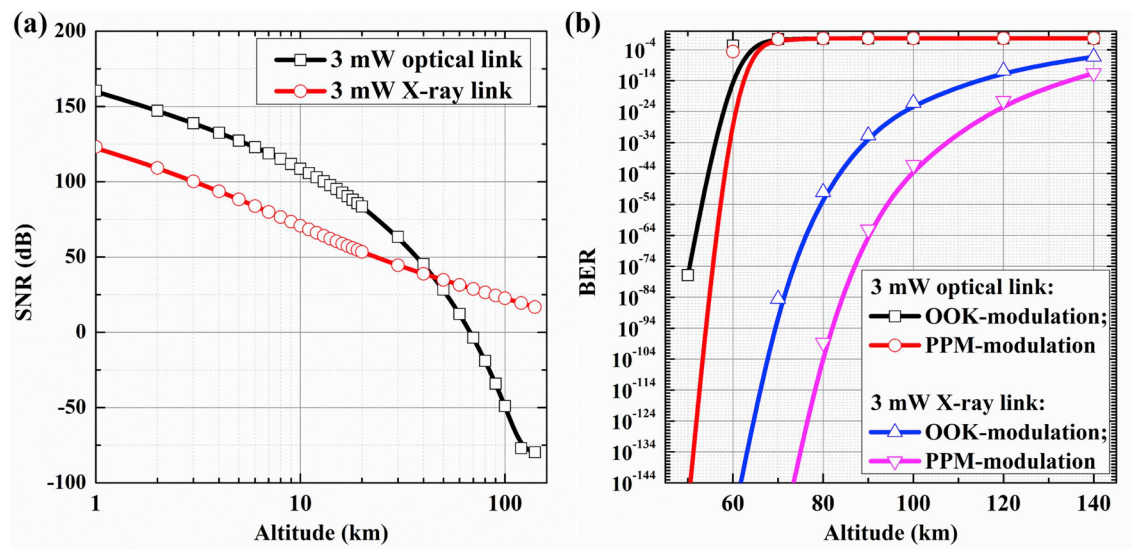 (a)
200
150
100
50
0
-50
-100
SNR (dB)
1
10
100
Altitude (km)
3 mW optical link
3 mW X-ray link
(b)
10-4
10-14
10-24
10-34
10-44
10-54
10-64
10-74
10-84
10-94
10-104
10-114
10-124
10-134
10-144
BER
60
80
100
120
140
Altitude (km)
3 mW optical link:
OOK-modulation;
PPM-modulation
3 mW X-ray link:
OOK-modulation;
PPM-modulation